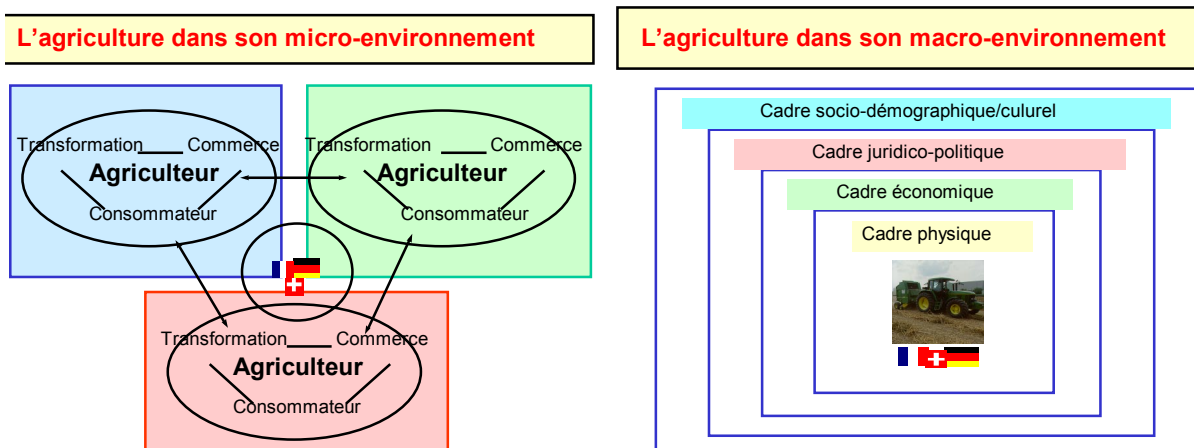 L'agriculture dans son micro-environnement
Transformation Commerce
Agriculteur
Consommateur
Transformation Commerce
Agriculteur
Consommateur
Transformation Commerce
Agriculteur
Consommateur
L'agriculture dans son macro-environnement
Cadre socio-démographique/culurel
Cadre juridico-politique
Cadre économique
Cadre physique